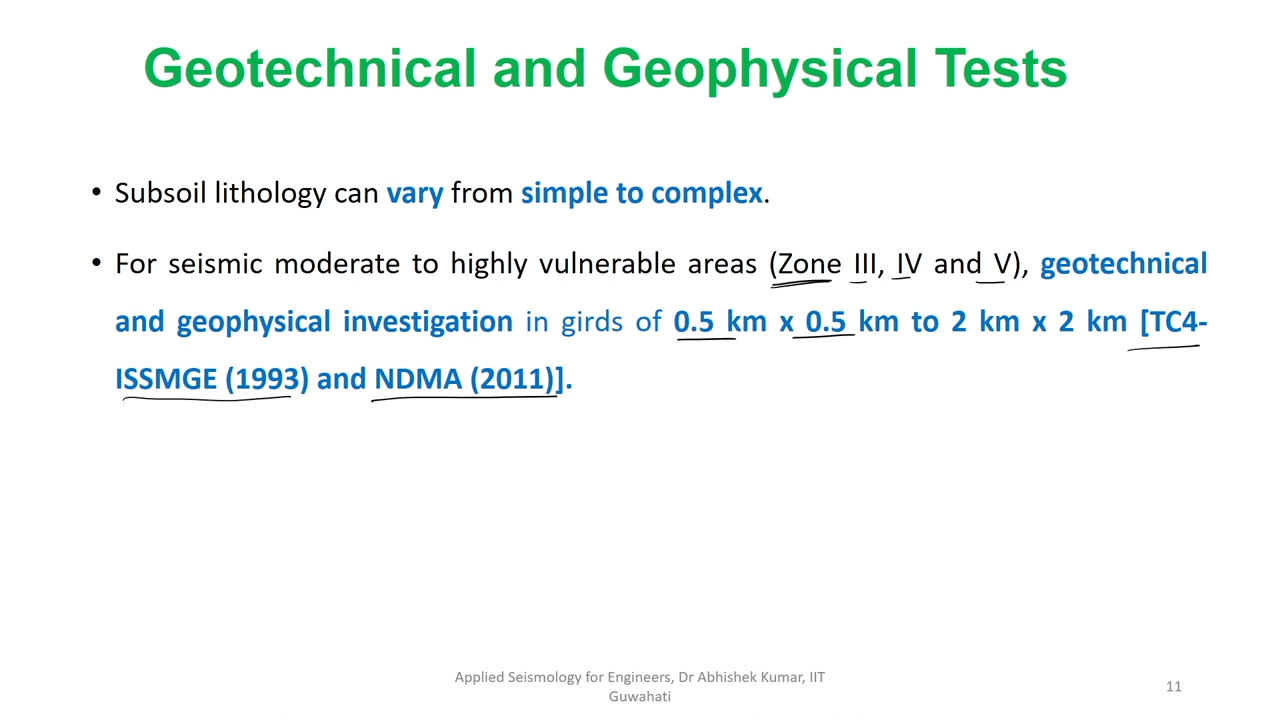 Geotechnical and Geophysical Tests
• Subsoil lithology can vary from simple to complex.
• For seismic moderate to highly vulnerable areas (Zone III, IV and V), geotechnical
and geophysical investigation in girds of 0.5 km x 0.5 km to 2 km x 2 km [TC4-
ISSMGE (1993) and NDMA (2011)].
Applied Seismology for Engineers, Dr Abhishek Kumar, IIT
Guwahati
11